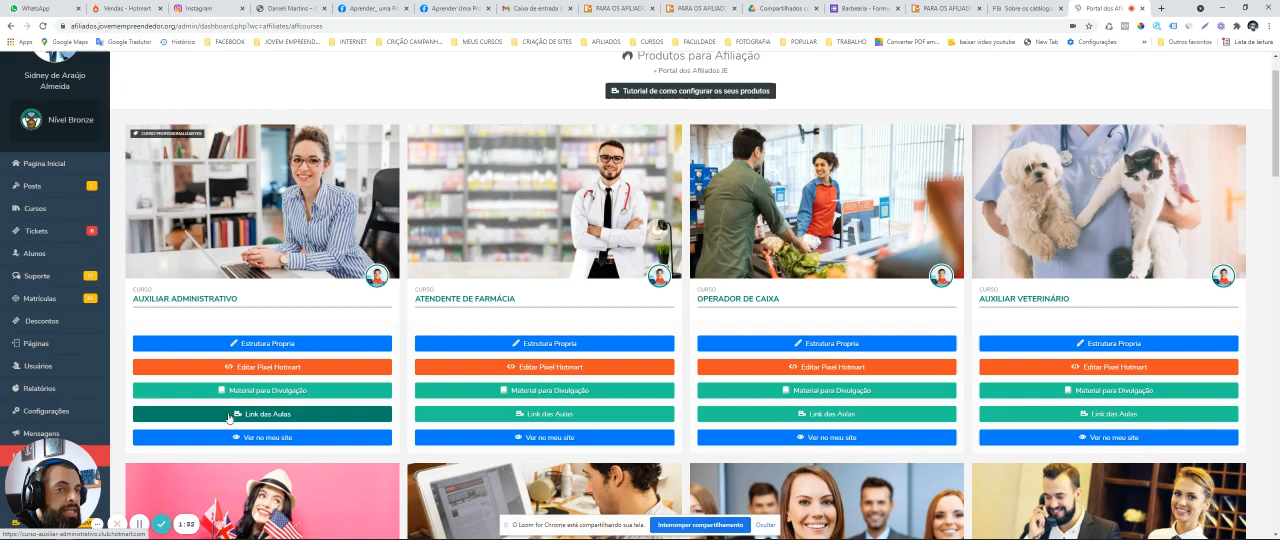 WhatsApp
Vendas - Hotmart
Instagram
Danieli Martins – C
Aprender_ uma Pr
Aprender Uma Pro
Caixa de entrada
PARA OS AFILIADO
PARA OS AFILIADO
Compartilhados co
Barbearia - Formu
PARA OS AFILIADO
Sobre os catálogo
Portal dos Afili
afiliados.jovemempreendedor.org/admin/dashboard.php?wc=affiliates/affcourses
Apps
Google Maps
Google Tradutor
Histórico
FACEBOOK
JOVEM EMPREEND...
INTERNET
CRIÇÃO CAMPANH...
MEUS CURSOS
CRIAÇÃO DE SITES
AFILIADOS
CURSOS
FACULDADE
FOTOGRAFIA
POPULAR
TRABALHO
Converter PDF em...
baixar video youtube
New Tab
Configurações
»
Outros favoritos
Lista de leitura
Sidney de Araújo
Almeida
Nível Bronze
Pagina Inicial
Posts
Cursos
Tickets
Alunos
Suporte
Matrículas
Descontos
Páginas
Usuários
Relatórios
Configurações
Mensagens
Produtos para Afiliação
» Portal dos Afiliados JE
Tutorial de como configurar os seus produtos
CURSO PROFISSIONALIZANTES
CURSO
AUXILIAR ADMINISTRATIVO
Estrutura Propria
</> Editar Pixel Hotmart
Material para Divulgação
Link das Aulas
Ver no meu site
CURSO
ATENDENTE DE FARMÁCIA
Estrutura Propria
</> Editar Pixel Hotmart
Material para Divulgação
Link das Aulas
Ver no meu site
CURSO
OPERADOR DE CAIXA
Estrutura Propria
</> Editar Pixel Hotmart
Material para Divulgação
Link das Aulas
Ver no meu site
CURSO
AUXILIAR VETERINÁRIO
Estrutura Propria
</> Editar Pixel Hotmart
Material para Divulgação
Link das Aulas
Ver no meu site
1:52
O Loom for Chrome está compartilhando sua tela.
Interromper compartilhamento
Ocultar
https://curso-auxiliar-administrativo.club.hotmart.com